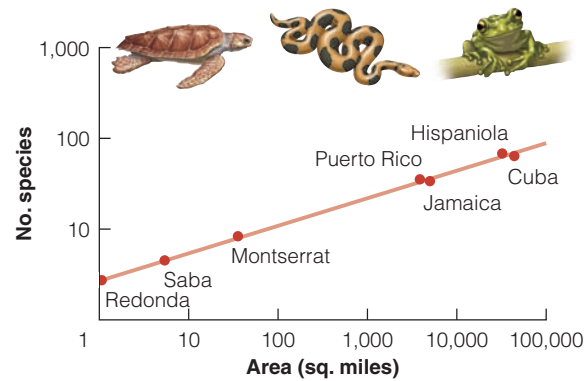 1,000
100
10
No. species
Hispaniola
Puerto Rico
Cuba
Jamaica
Montserrat
Saba
Redonda
1 10 100 1,000 10,000 100,000
Area (sq. miles)